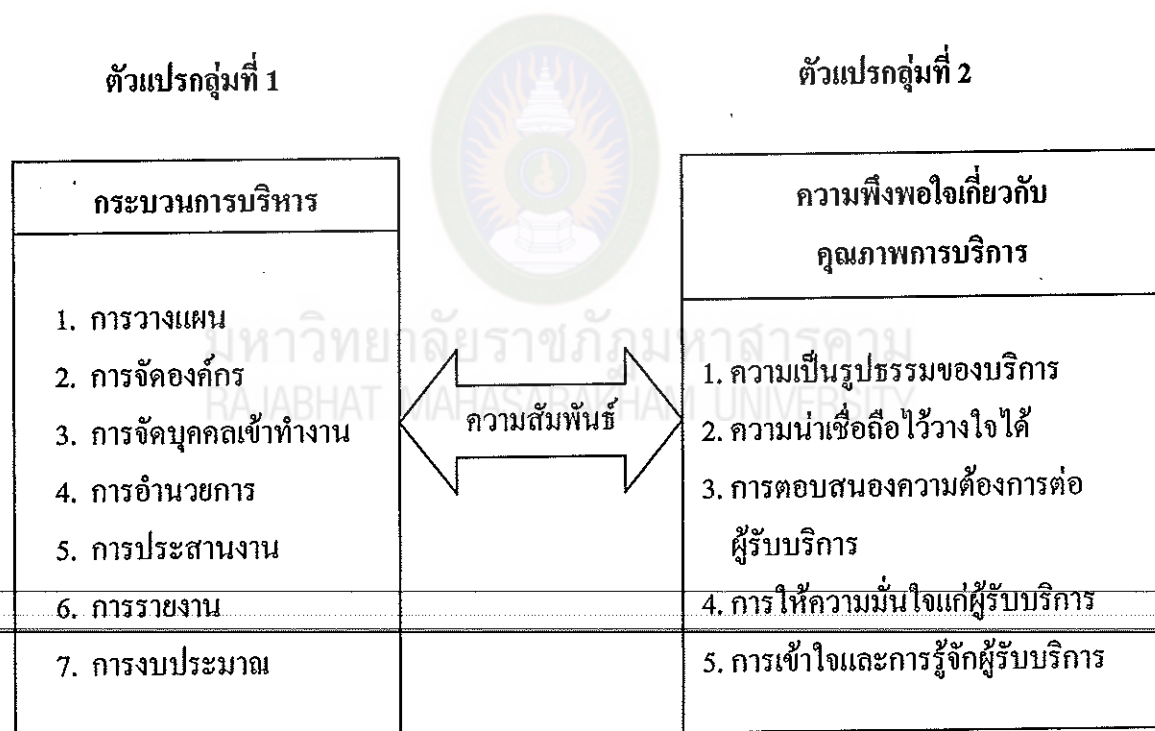 ตัวแปรกลุ่มที่ 1
กระบวนการบริหาร
1. การวางแผน
2. การจัดองค์กร
3. การจัดบุคคลเข้าทำงาน
4. การอำนวยการ
5. การประสานงาน
6. การรายงาน
7. การงบประมาณ
ความสัมพันธ์
ตัวแปรกลุ่มที่ 2
ความพึงพอใจเกี่ยวกับ
คุณภาพการบริการ
1. ความเป็นรูปธรรมของบริการ
2. ความน่าเชื่อถือไว้วางใจได้
3. การตอบสนองความต้องการต่อ
ผู้รับบริการ
4. การให้ความมั่นใจแก่ผู้รับบริการ
5. การเข้าใจและการรู้จักผู้รับบริการ
มหาวิทยาลัยราชภัฏมหาสารคาม
RAJABHAT MAHASARAKHAM UNIVERSITY